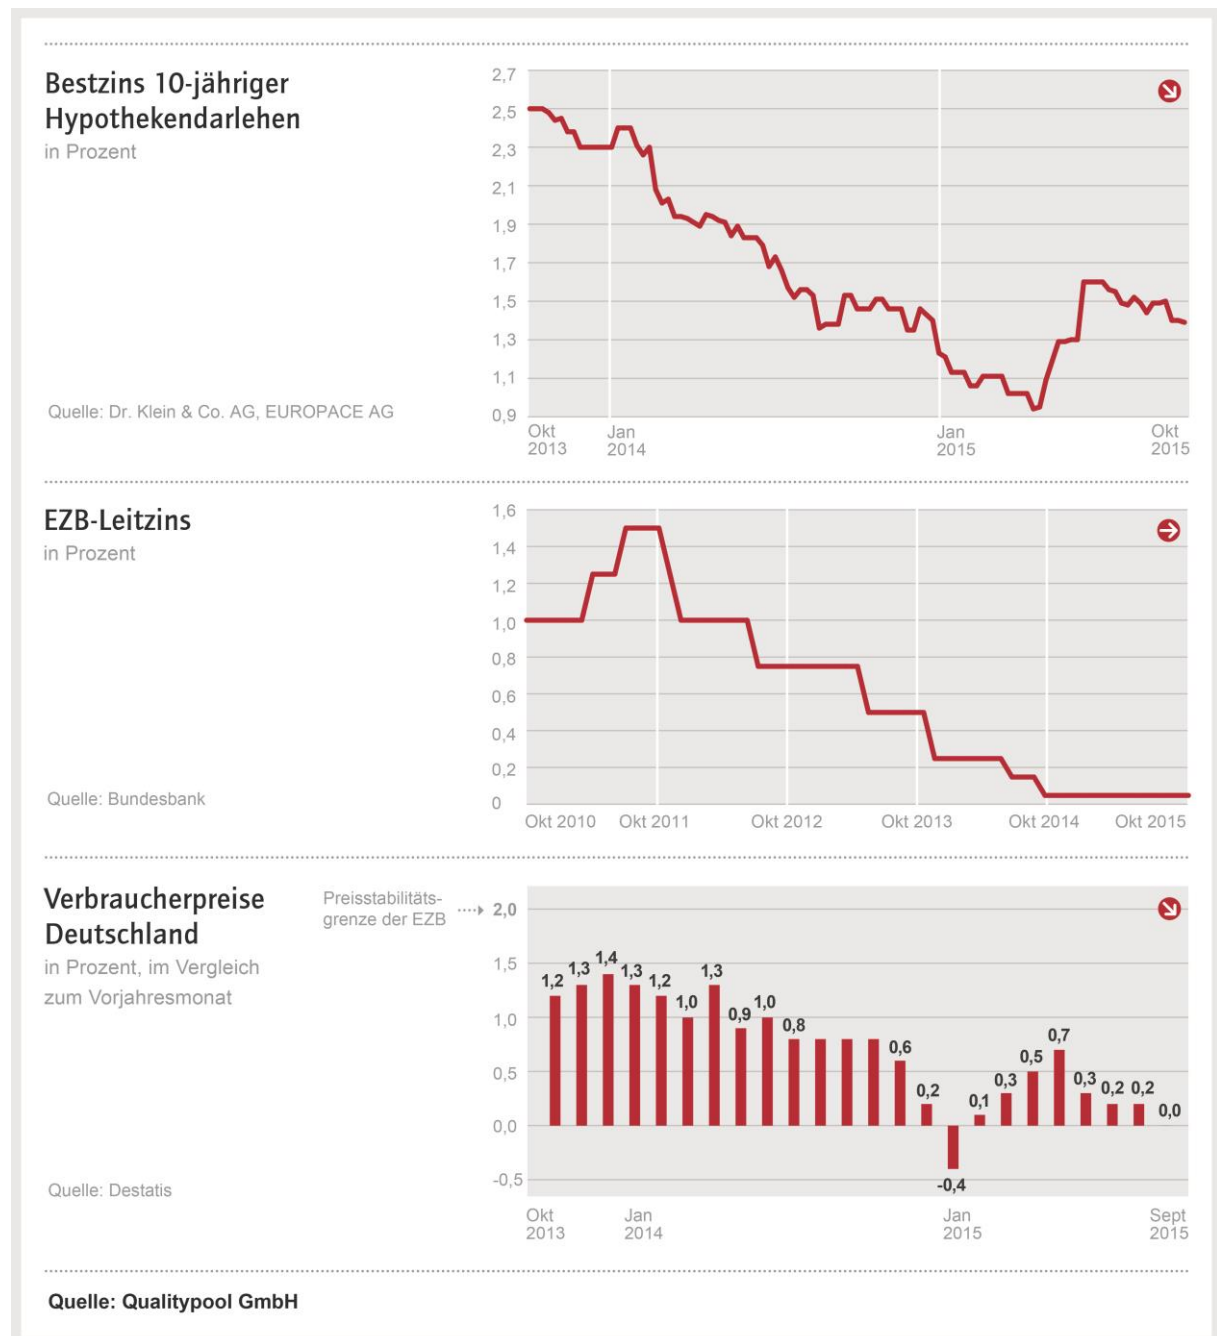 Bestzins 10-jähriger
Hypothekendarlehen
in Prozent
Quelle: Dr. Klein & Co. AG, EUROPACE AG
2,7
2,5
2,3
2,1
1,9
1,7
1,5
1,3
1,1
0,9
Okt Jan Jan Okt
2013 2014 2015 2015
EZB-Leitzins
in Prozent
Quelle: Bundesbank
1,6
1,4
1,2
1,0
0,8
0,6
0,4
0,2
0
Okt 2010 Okt 2011 Okt 2012 Okt 2013 Okt 2014 Okt 2015
Verbraucherpreise
Deutschland
in Prozent, im Vergleich
zum Vorjahresmonat
Preisstabilitäts-
grenze der EZB
Quelle: Destatis
2,0
1,5
1,0
0,5
0,0
-0,5
1,2 1,3 1,4 1,3 1,2 1,0 1,3 0,9 1,0 0,8 0,6 0,2 -0,4 0,1 0,3 0,5 0,7 0,3 0,2 0,2 0,0
Okt Jan Jan Sept
2013 2014 2015 2015
Quelle: Qualitypool GmbH